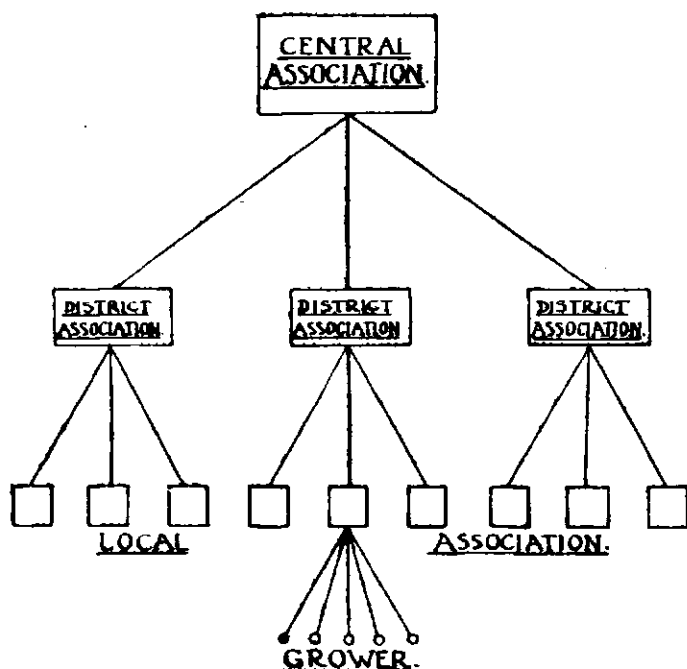 CENTRAL
ASSOCIATION.
DISTRICT
ASSOCIATION.
DISTRICT
ASSOCIATION
DISTRICT
ASSOCIATION.
LOCAL
ASSOCIATION.
GROWER.